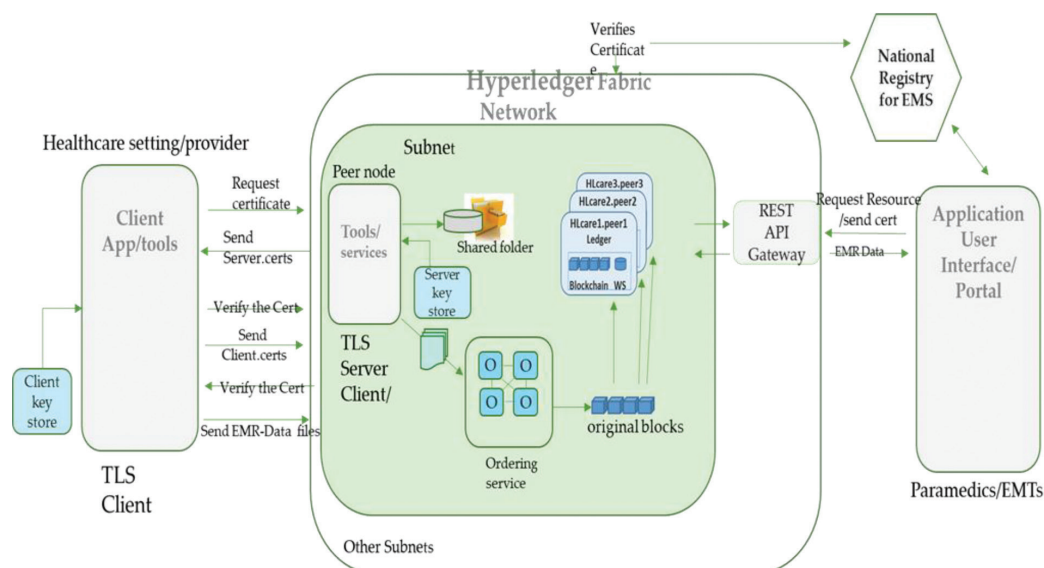 Verifies
Certificat
e
National
Registry
for EMS
Hyperledger Fabric
Network
Healthcare setting/provider
Subnet
Peer node
Client
App/tools
Request
certificate
Send
Server.certs
Verify the Cert
Send
Client.certs
Verify the Cert
Send EMR-Data files
Client
key
store
TLS
Client
Tools/
services
Shared folder
Server
key
store
TLS
Server
Client/
HLcare3.peer3
HLcare2.peer2
HLcare1.peer1
Ledger
Blockchain WS
O O
O O
Ordering
service
original blocks
Other Subnets
REST
API
Gateway
Request Resource
/send cert
EMR Data
Application
User
Interface/
Portal
Paramedics/EMTs